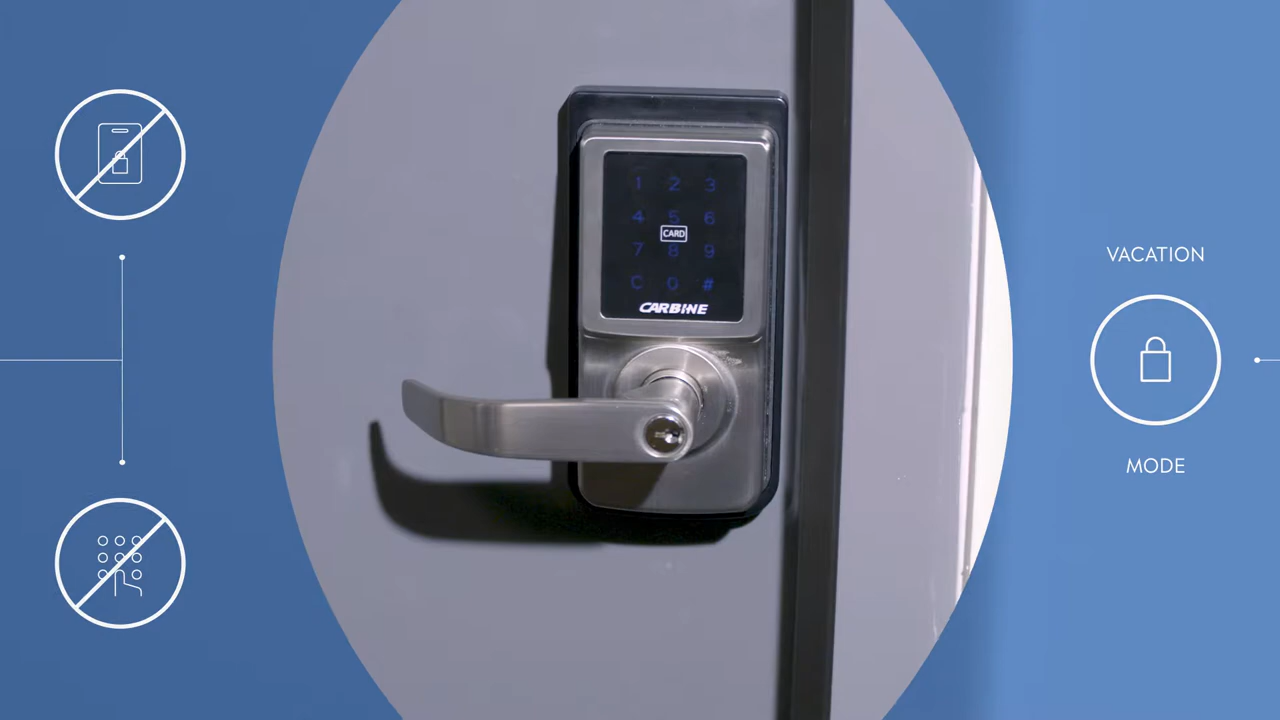 1 2 3
4 5 6
CARD
7 8 9
C 0 #
CARBINE
VACATION
MODE